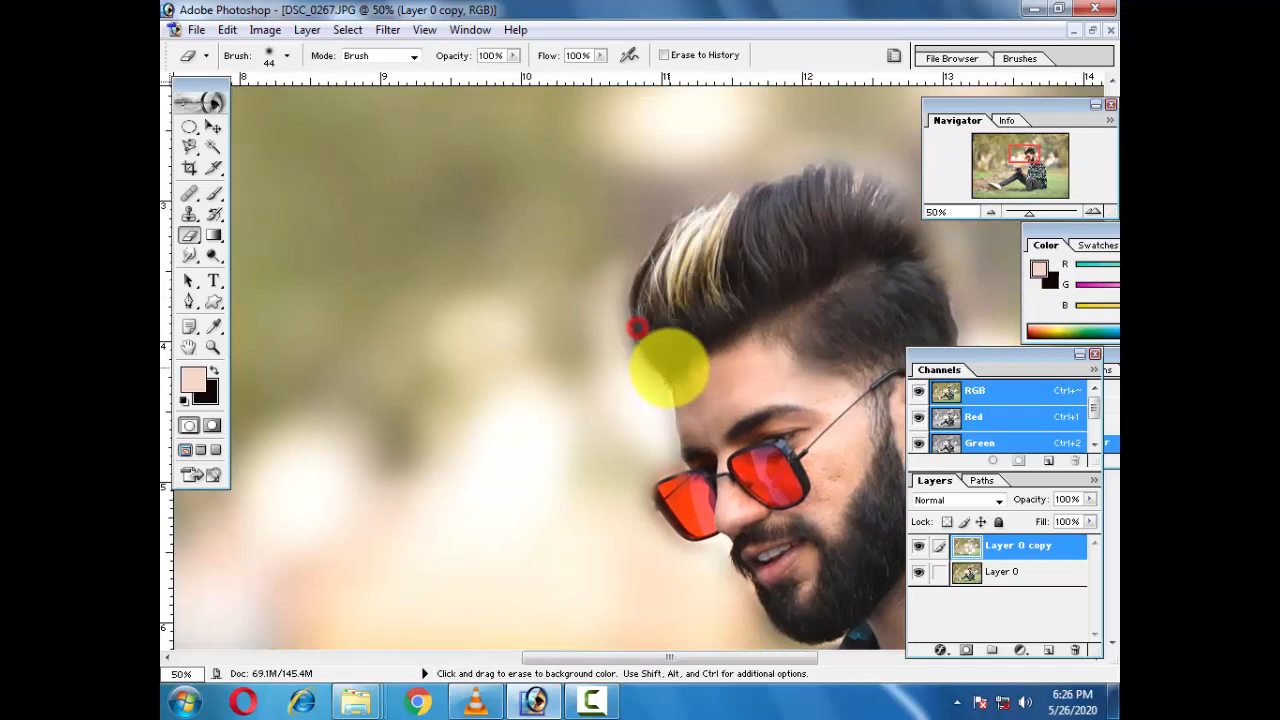 Adobe Photoshop - [DSC_0267.JPG @ 50% (Layer 0 copy, RGB)]
File Edit Image Layer Select Filter View Window Help
Brush: 44 Mode: Brush Opacity: 100% Flow: 100% Erase to History File Browser Brushes
8 9 10 11 12 13 14
3
4
5
6
Navigator Info
50%
Color Swatches
R
G
B
Channels
RGB Ctrl+~
Red Ctrl+1
Green Ctrl+2
Layers Paths
Normal Opacity: 100%
Lock: Fill: 100%
Layer 0 copy
Layer 0
50% Doc: 69.1M/145.4M Click and drag to erase to background color. Use Shift, Alt, and Ctrl for additional options.
6:26 PM
5/26/2020